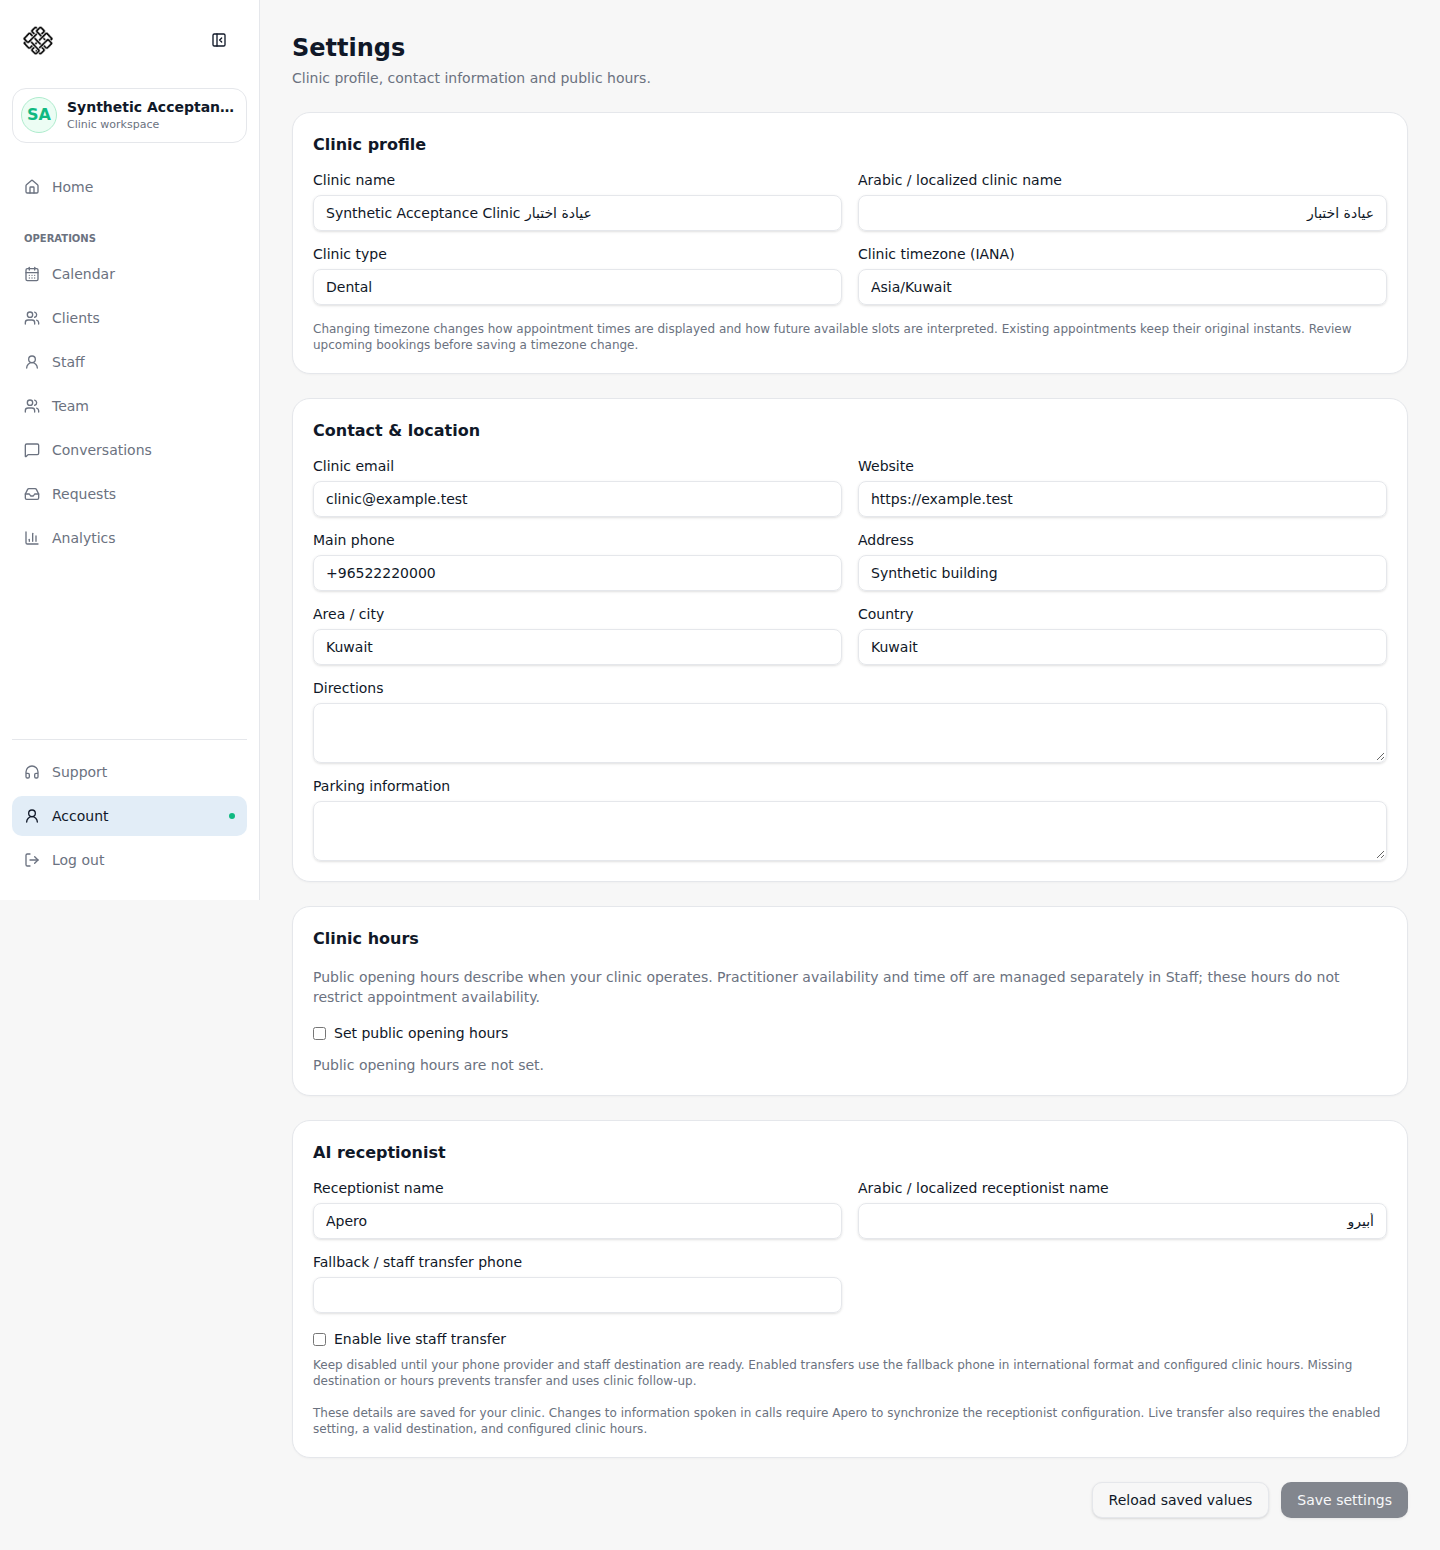 SA
Synthetic Acceptan...
Clinic workspace
Home
OPERATIONS
Calendar
Clients
Staff
Team
Conversations
Requests
Analytics
Support
Account
Log out
Settings
Clinic profile, contact information and public hours.
Clinic profile
Clinic name
Arabic / localized clinic name
Synthetic Acceptance Clinic عيادة اختبار
عيادة اختبار
Clinic type
Clinic timezone (IANA)
Dental
Asia/Kuwait
Changing timezone changes how appointment times are displayed and how future available slots are interpreted. Existing appointments keep their original instants. Review
upcoming bookings before saving a timezone change.
Contact & location
Clinic email
Website
clinic@example.test
https://example.test
Main phone
Address
+96522220000
Synthetic building
Area / city
Country
Kuwait
Kuwait
Directions
Parking information
Clinic hours
Public opening hours describe when your clinic operates. Practitioner availability and time off are managed separately in Staff; these hours do not
restrict appointment availability.
Set public opening hours
Public opening hours are not set.
AI receptionist
Receptionist name
Arabic / localized receptionist name
Apero
أبيرو
Fallback / staff transfer phone
Enable live staff transfer
Keep disabled until your phone provider and staff destination are ready. Enabled transfers use the fallback phone in international format and configured clinic hours. Missing
destination or hours prevents transfer and uses clinic follow-up.
These details are saved for your clinic. Changes to information spoken in calls require Apero to synchronize the receptionist configuration. Live transfer also requires the enabled
setting, a valid destination, and configured clinic hours.
Reload saved values
Save settings